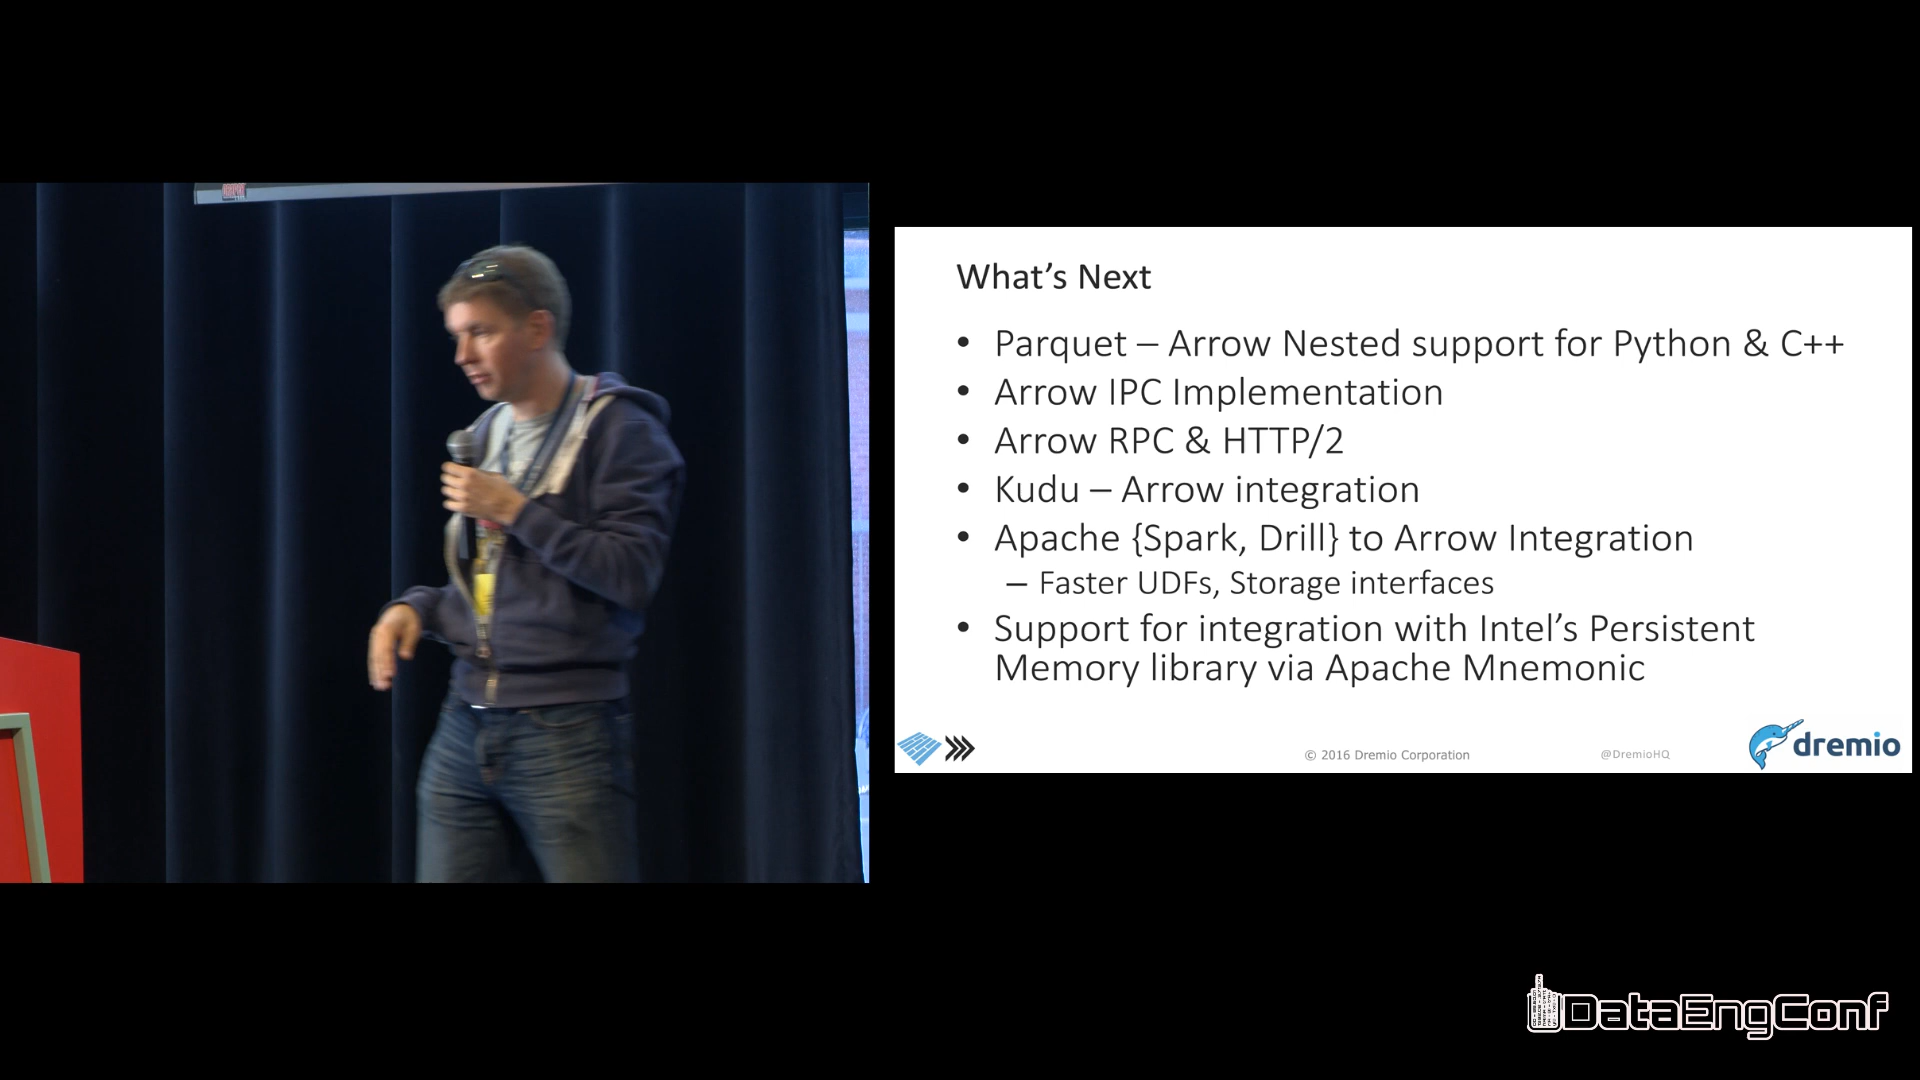 What’s Next
• Parquet – Arrow Nested support for Python & C++
• Arrow IPC Implementation
• Arrow RPC & HTTP/2
• Kudu – Arrow integration
• Apache {Spark, Drill} to Arrow Integration
– Faster UDFs, Storage interfaces
• Support for integration with Intel’s Persistent
Memory library via Apache Mnemonic
© 2016 Dremio Corporation
@DremioHQ
dremio
DataEngConf